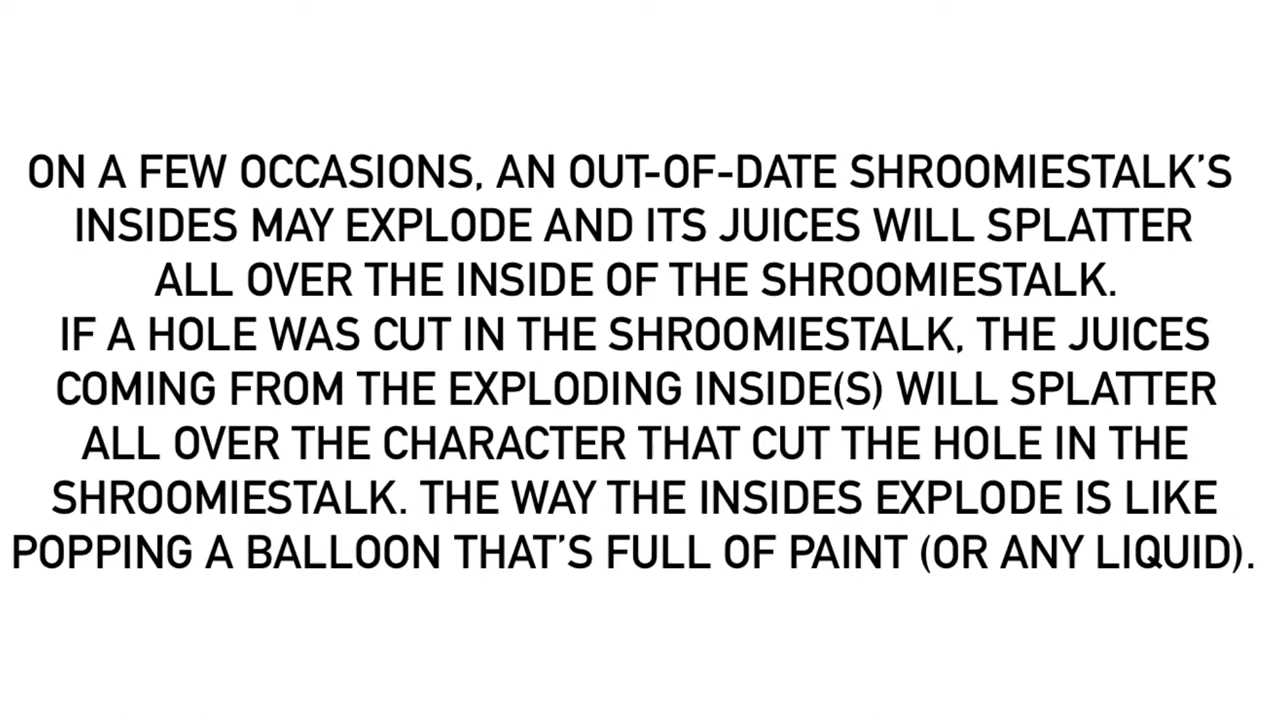 ON A FEW OCCASIONS, AN OUT-OF-DATE SHROOMIESTALK'S
INSIDES MAY EXPLODE AND ITS JUICES WILL SPLATTER
ALL OVER THE INSIDE OF THE SHROOMIESTALK.
IF A HOLE WAS CUT IN THE SHROOMIESTALK, THE JUICES
COMING FROM THE EXPLODING INSIDE(S) WILL SPLATTER
ALL OVER THE CHARACTER THAT CUT THE HOLE IN THE
SHROOMIESTALK. THE WAY THE INSIDES EXPLODE IS LIKE
POPPING A BALLOON THAT'S FULL OF PAINT (OR ANY LIQUID).